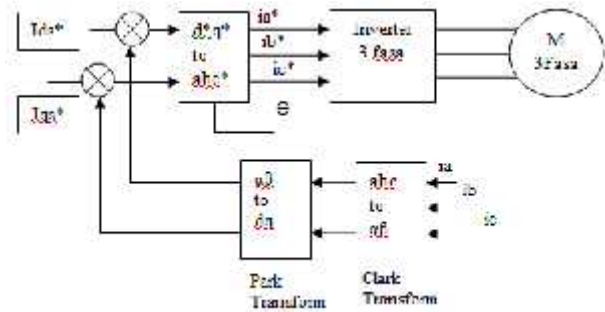 Ids*
Iqs*
d*q*
to
abc*
ia*
ib*
ic*
Θ
Inverter
3 fasa
M
3 fasa
αβ
to
dq
abc
to
αβ
ia
ib
ic
Park
Transform
Clark
Transform